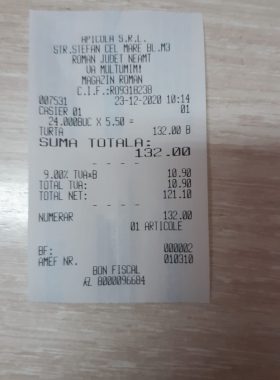 APICOLA S.R.L.
STR.STEFAN CEL MARE BL.M3
ROMAN JUDET NEAMT
VA MULTUMIM!
MAGAZIN ROMAN
C.I.F.:RO9318238
007531 23-12-2020 10:14
CASIER 01 01
24.000BUC X 5.50 =
TURTA 132.00 B
SUMA TOTALA:
132.00
- - - -
9.00% TVA*B 10.90
TOTAL TVA: 10.90
TOTAL NET: 121.10
- - - -
NUMERAR 132.00
01 ARTICOLE
- - - -
BF: 000002
AMEF NR. 010310
BON FISCAL
8000096684